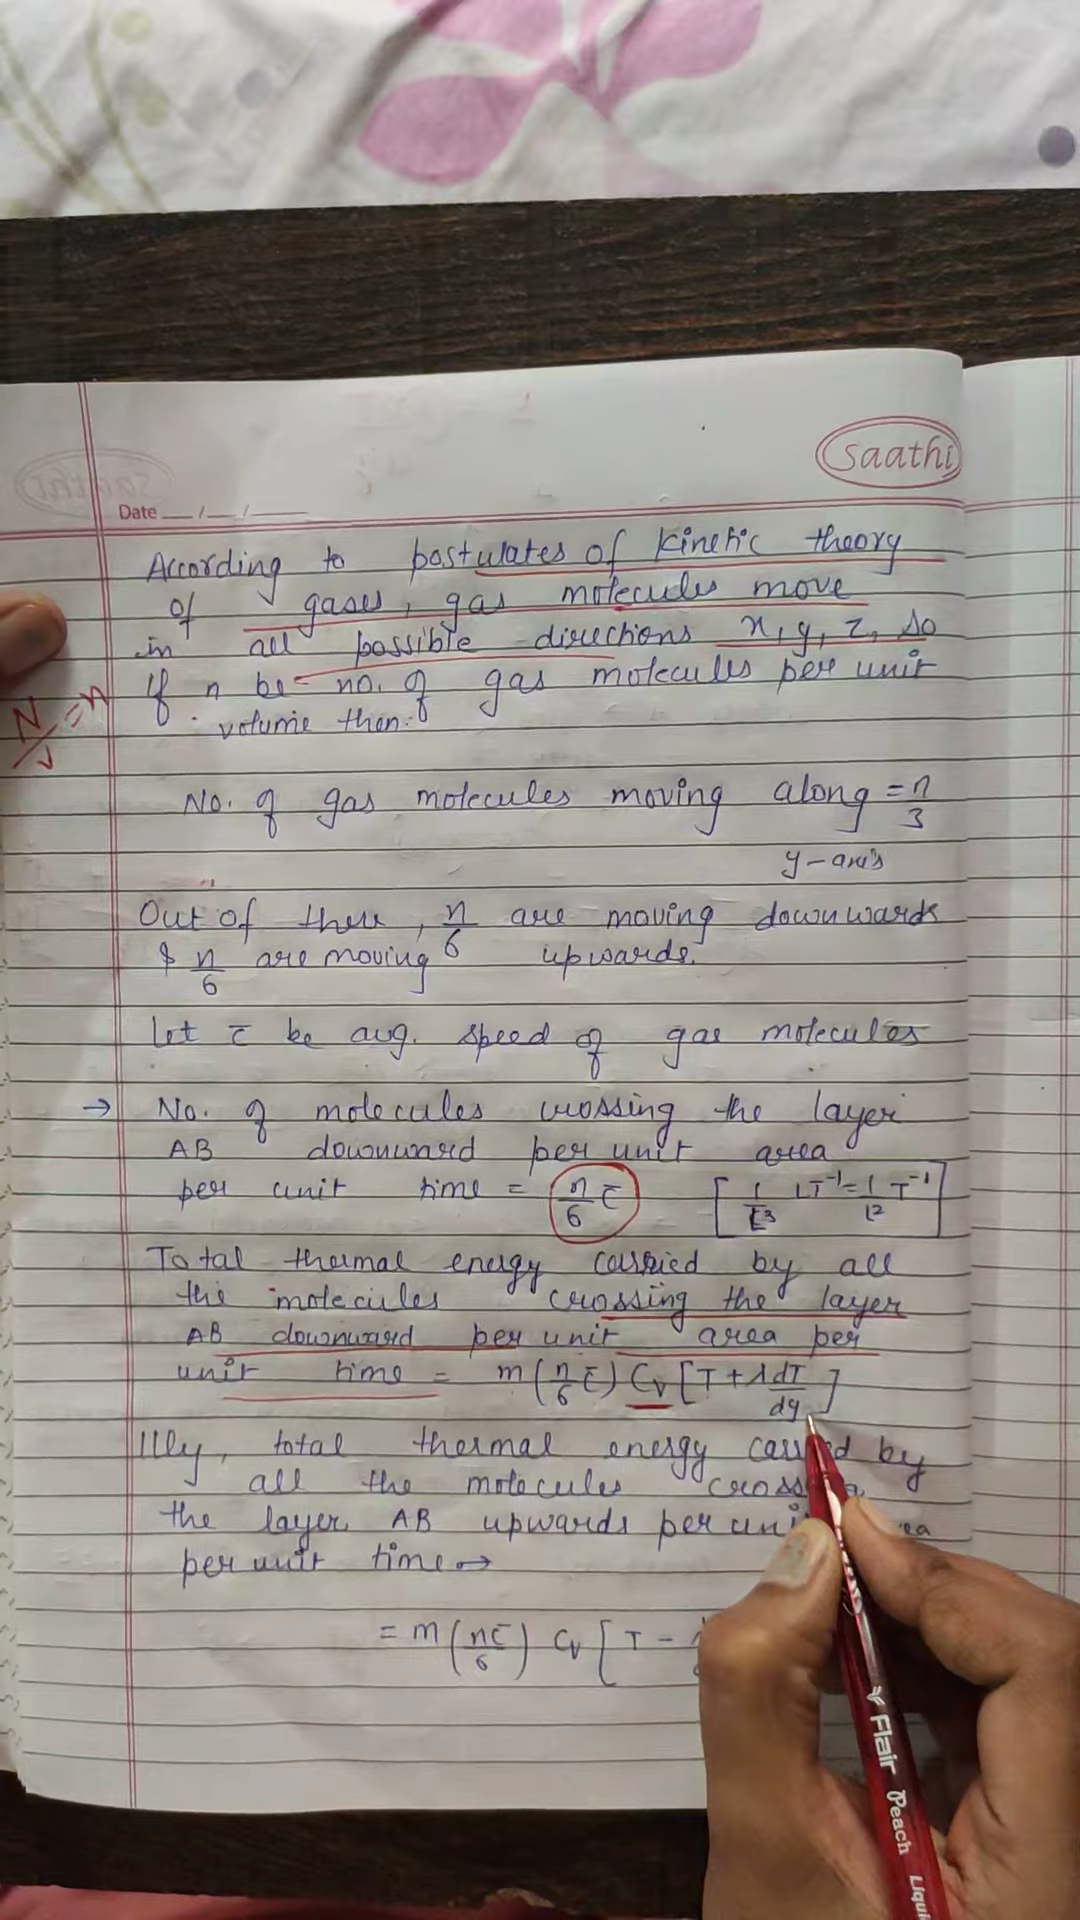 Saathi
Date __/__/____
According to postulates of kinetic theory
of gases, gas molecules move
in all possible directions x, y, z, so
If n be no. of gas molecules per unit
volume then.
N/V = n
No. of gas molecules moving along = n/3
y-axis
Out of these, n/6 are moving downwards
& n/6 are moving upwards.
Let c̄ be avg. speed of gas molecules
→ No. of molecules crossing the layer
AB downward per unit area
per unit time = n/6 c̄ [1/L³ LT⁻¹ = 1/L² T⁻¹]
Total thermal energy carried by all
the molecules crossing the layer
AB downward per unit area per
unit time = m(n/6 c̄) Cv [T + λ dT/dy]
Illy, total thermal energy by
all the molecules
the layer AB upwards per
per unit time →
= m (nc̄/6) Cv [T -
Flair Peach